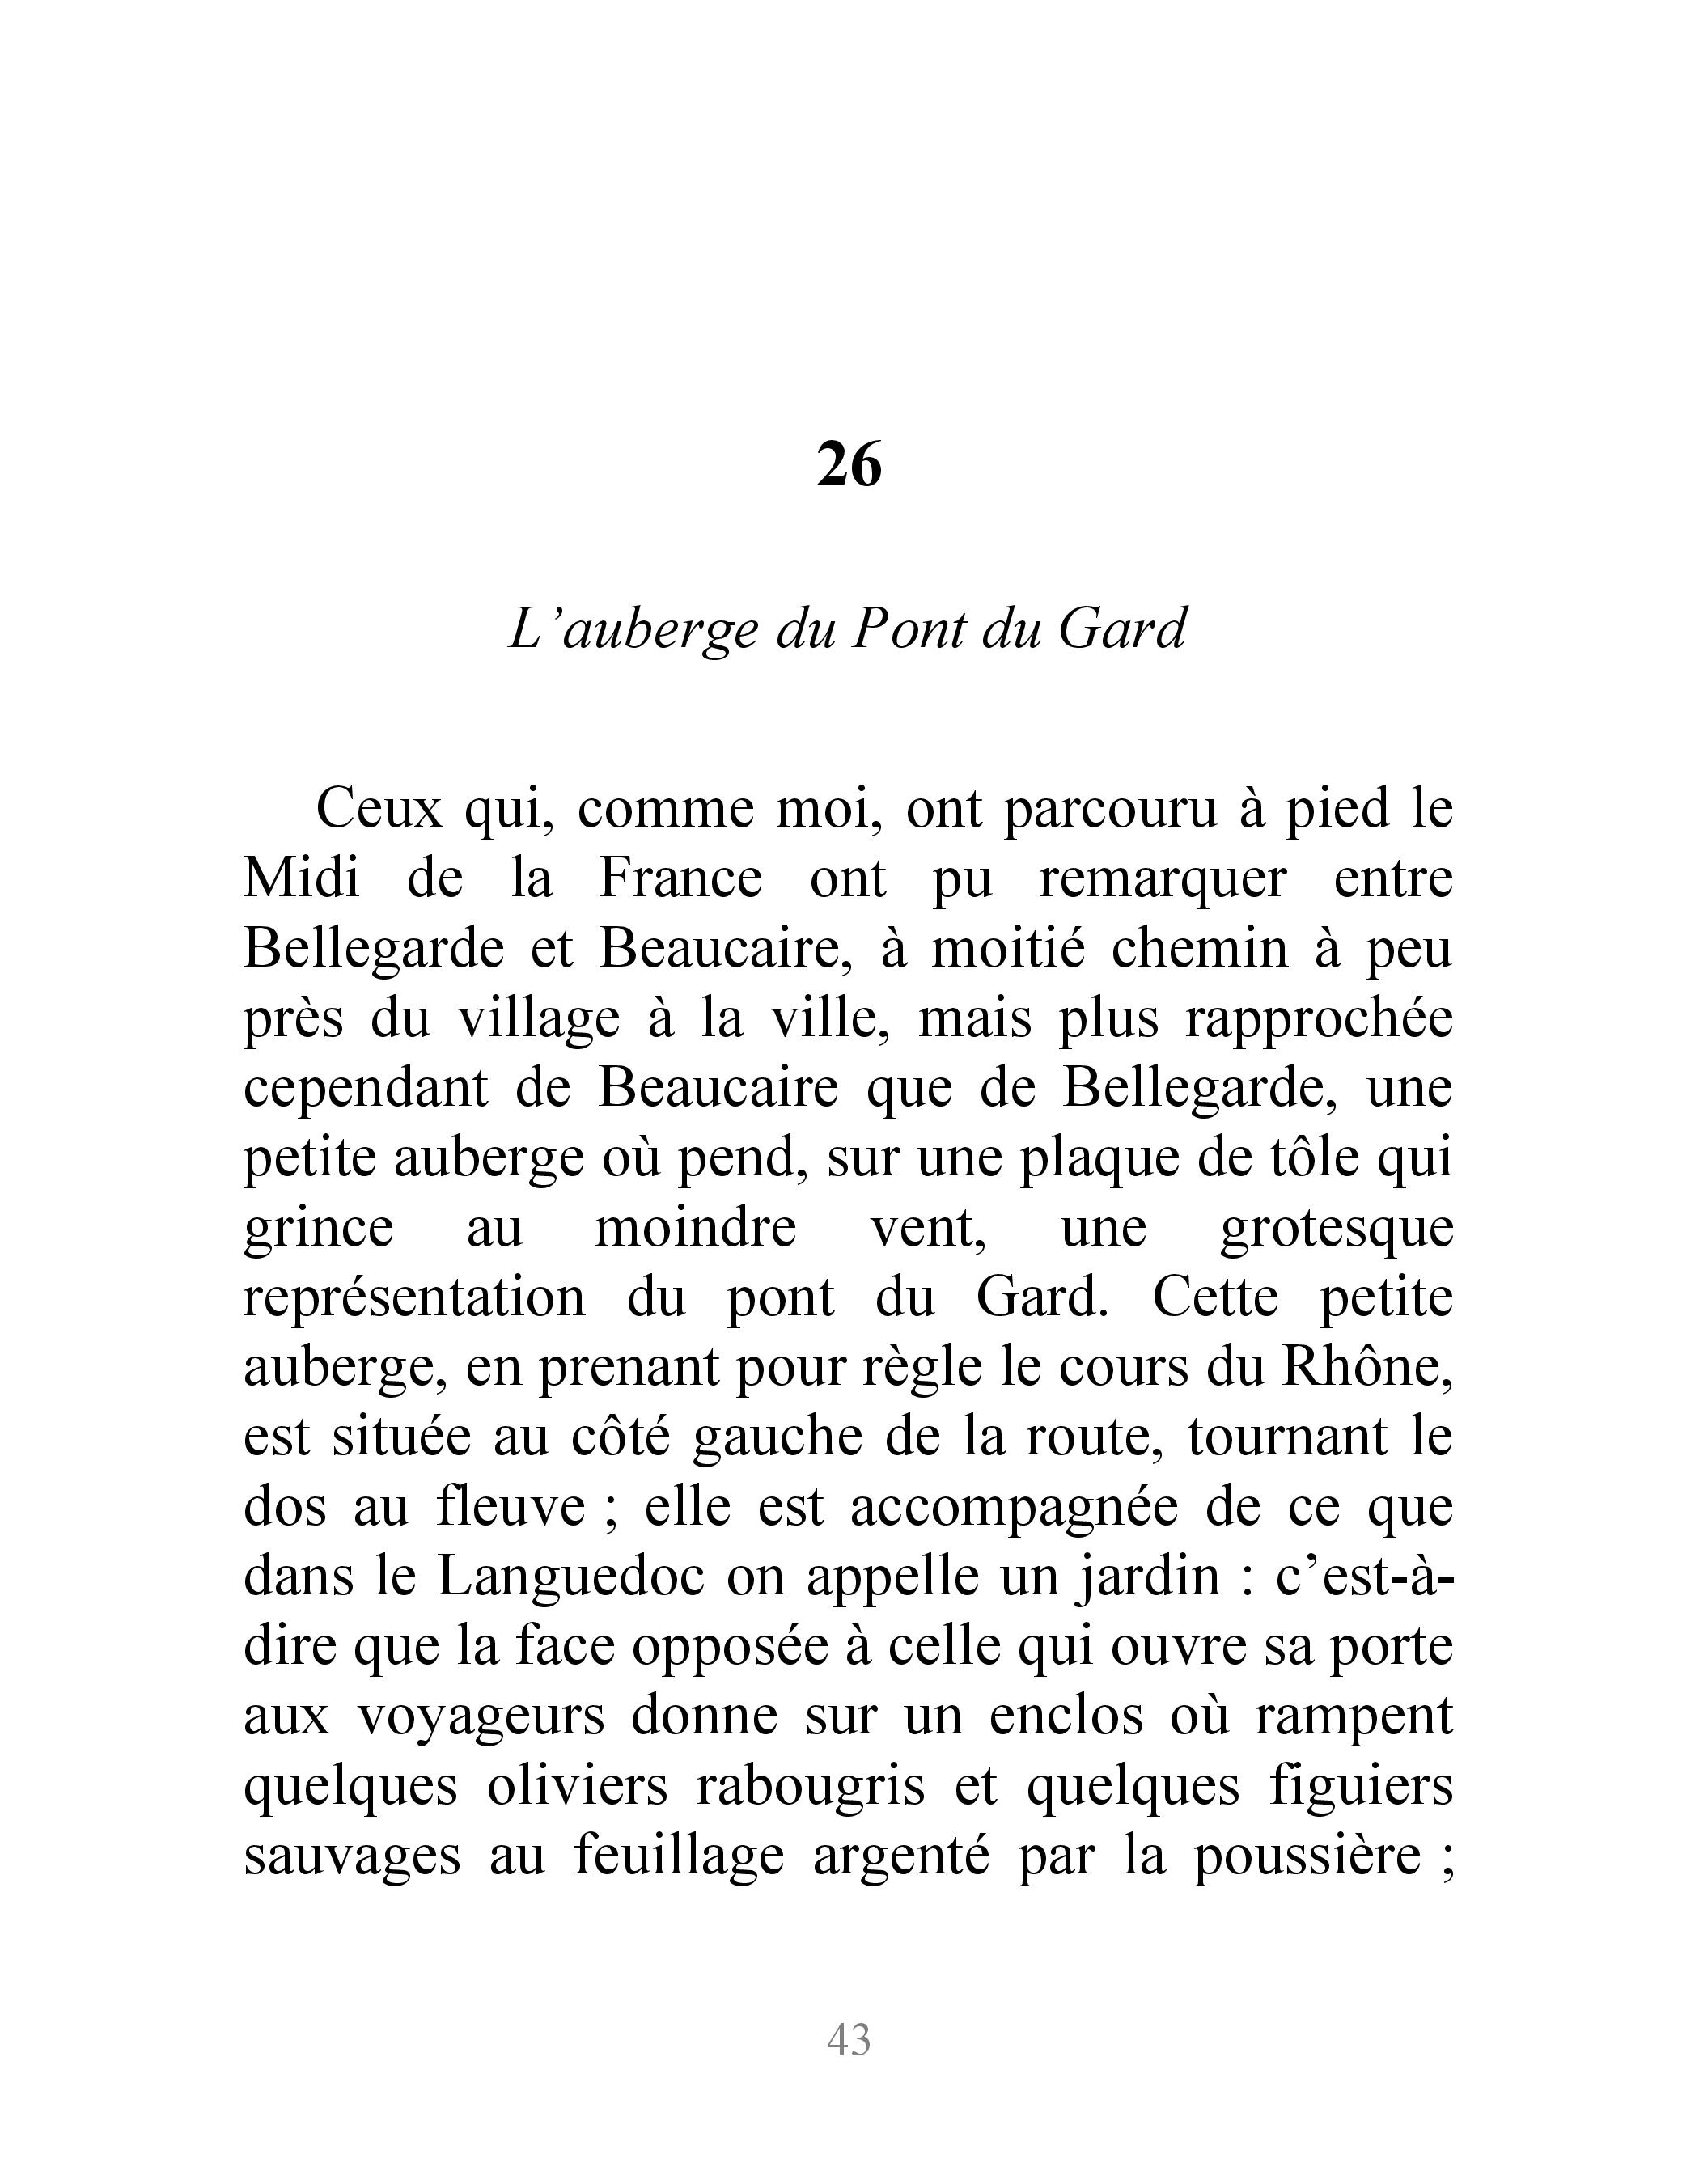 26
L’auberge du Pont du Gard
Ceux qui, comme moi, ont parcouru à pied le
Midi de la France ont pu remarquer entre
Bellegarde et Beaucaire, à moitié chemin à peu
près du village à la ville, mais plus rapprochée
cependant de Beaucaire que de Bellegarde, une
petite auberge où pend, sur une plaque de tôle qui
grince au moindre vent, une grotesque
représentation du pont du Gard. Cette petite
auberge, en prenant pour règle le cours du Rhône,
est située au côté gauche de la route, tournant le
dos au fleuve ; elle est accompagnée de ce que
dans le Languedoc on appelle un jardin : c’est-à-
dire que la face opposée à celle qui ouvre sa porte
aux voyageurs donne sur un enclos où rampent
quelques oliviers rabougris et quelques figuiers
sauvages au feuillage argenté par la poussière ;
43